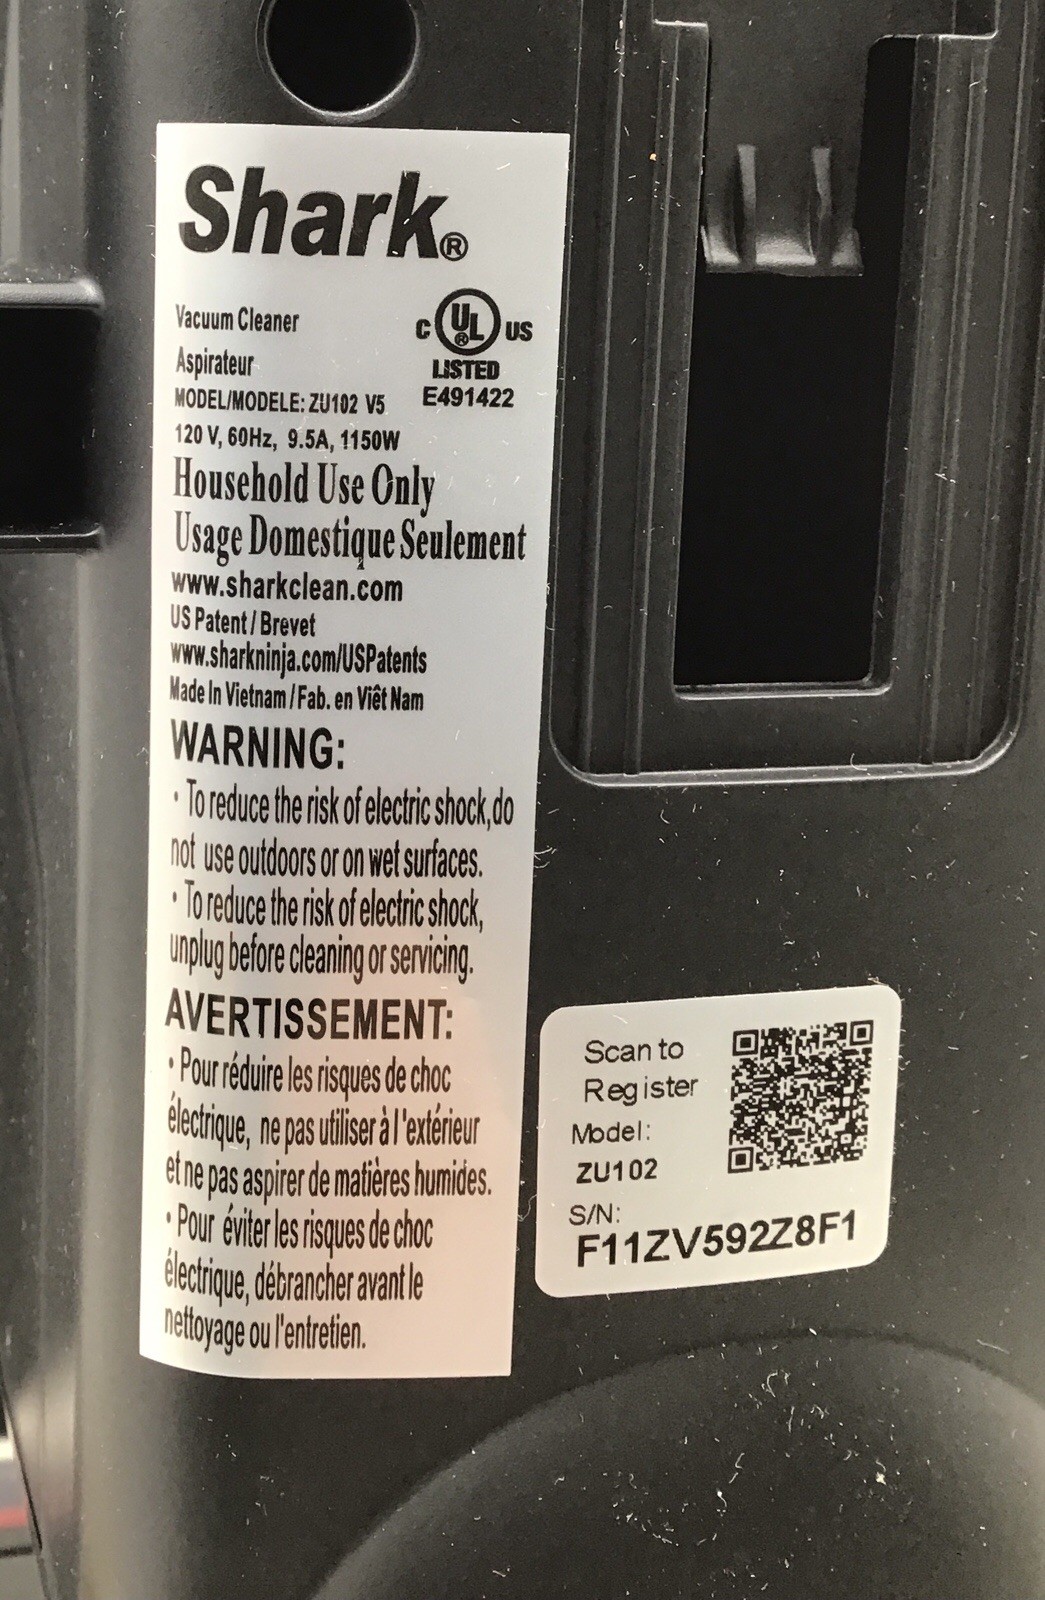 Shark®
Vacuum Cleaner
Aspirateur
C UL® US
LISTED
E491422
MODEL/MODELE: ZU102 V5
120 V, 60Hz, 9.5A, 1150W
Household Use Only
Usage Domestique Seulement
www.sharkclean.com
US Patent / Brevet
www.sharkninja.com/USPatents
Made In Vietnam / Fab. en Viêt Nam
WARNING:
· To reduce the risk of electric shock, do
not use outdoors or on wet surfaces.
· To reduce the risk of electric shock,
unplug before cleaning or servicing.
AVERTISSEMENT:
· Pour réduire les risques de choc
électrique, ne pas utiliser à l'extérieur
et ne pas aspirer de matières humides.
· Pour éviter les risques de choc
électrique, débrancher avant le
nettoyage ou l'entretien.
Scan to
Register
Model:
ZU102
S/N:
F11ZV592Z8F1